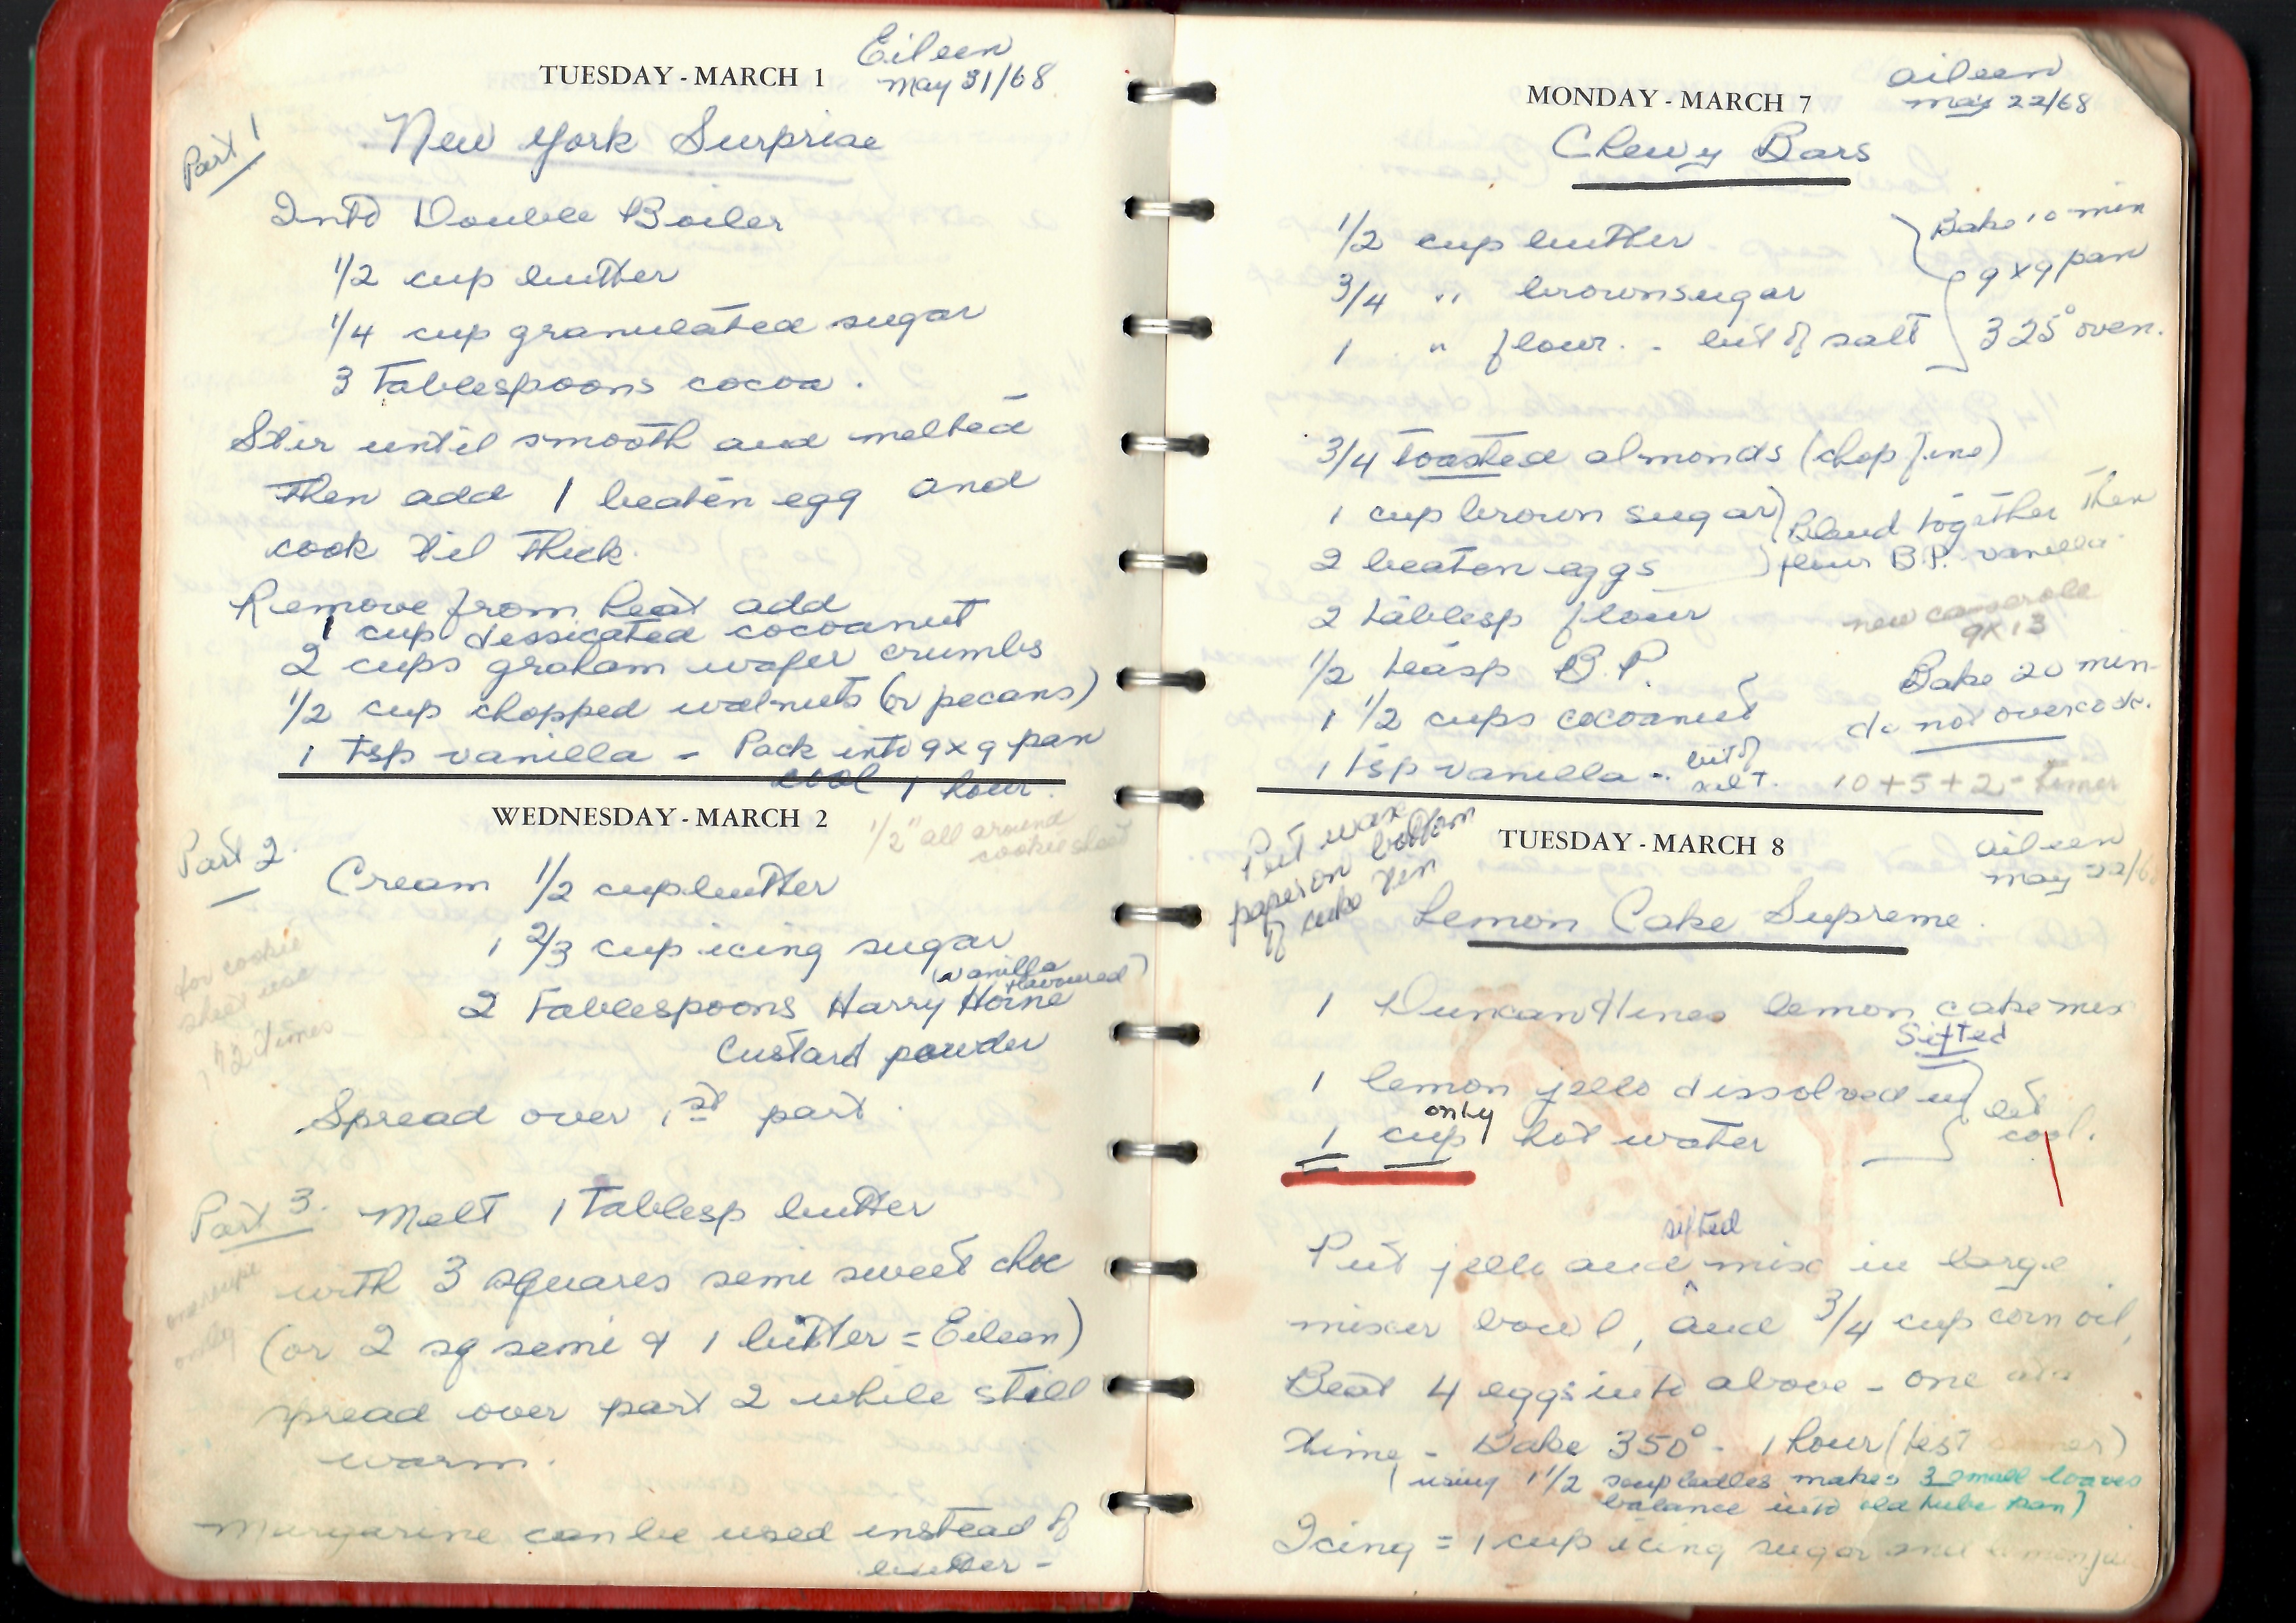 TUESDAY - MARCH 1
Eileen
May 31/68
Part 1
New York Surprise
Into Double Boiler
1/2 cup butter
1/4 cup granulated sugar
3 Tablespoons cocoa.
Stir until smooth and melted
Then add 1 beaten egg and
cook til thick.
Remove from heat add
1 cup dessicated cocoanut
2 cups graham wafer crumbs
1/2 cup chopped walnuts (or pecans)
1 tsp vanilla - Pack into 9x9 pan
cool 1 hour.
WEDNESDAY - MARCH 2
1/2" all around
cookie sheet
Part 2.
Cream 1/2 cup butter
1 2/3 cup icing sugar
(vanilla
flavoured)
2 Tablespoons Harry Horne
Custard powder
for cookie
sheet use
1 1/2 times
Spread over 1st part.
Part 3. Melt 1 Tablesp butter
with 3 squares semi sweet choc
(or 2 sq semi & 1 bitter = Eileen)
spread over part 2 while still
warm.
one recipe
only
Margarine can be used instead of
butter -
MONDAY - MARCH 7
aileen
may 22/68
Chewy Bars
1/2 cup butter
3/4 " brownsugar
1 " flour. - bit of salt
Bake 10 min
9x9 pan
325° oven.
3/4 toasted almonds (chop fine)
1 cup brown sugar
2 beaten eggs
Blend together then
flour B.P. vanilla
2 tablesp flour
new casserole
9x13
1/2 teasp B.P.
1 1/2 cups cocoanut
Bake 20 min-
do not overcook.
1 tsp vanilla - bit of
salt.
10+5+2 - timer
TUESDAY - MARCH 8
aileen
may 22/68
Put wax
paper on bottom
of cake tin
Lemon Cake Supreme.
1 Duncan Hines lemon cake mix
Sifted
1 lemon jello dissolved in
only
1 cup hot water
let
cool.
sifted
Put jello and ^ mix in large
mixer bowl, and 3/4 cup corn oil,
Beat 4 eggs into above - one at a
time - Bake 350° - 1 hour (test
(using 1 1/2 soup ladles makes 3 small loaves
balance into old tube pan)
Icing = 1 cup icing sugar and lemon